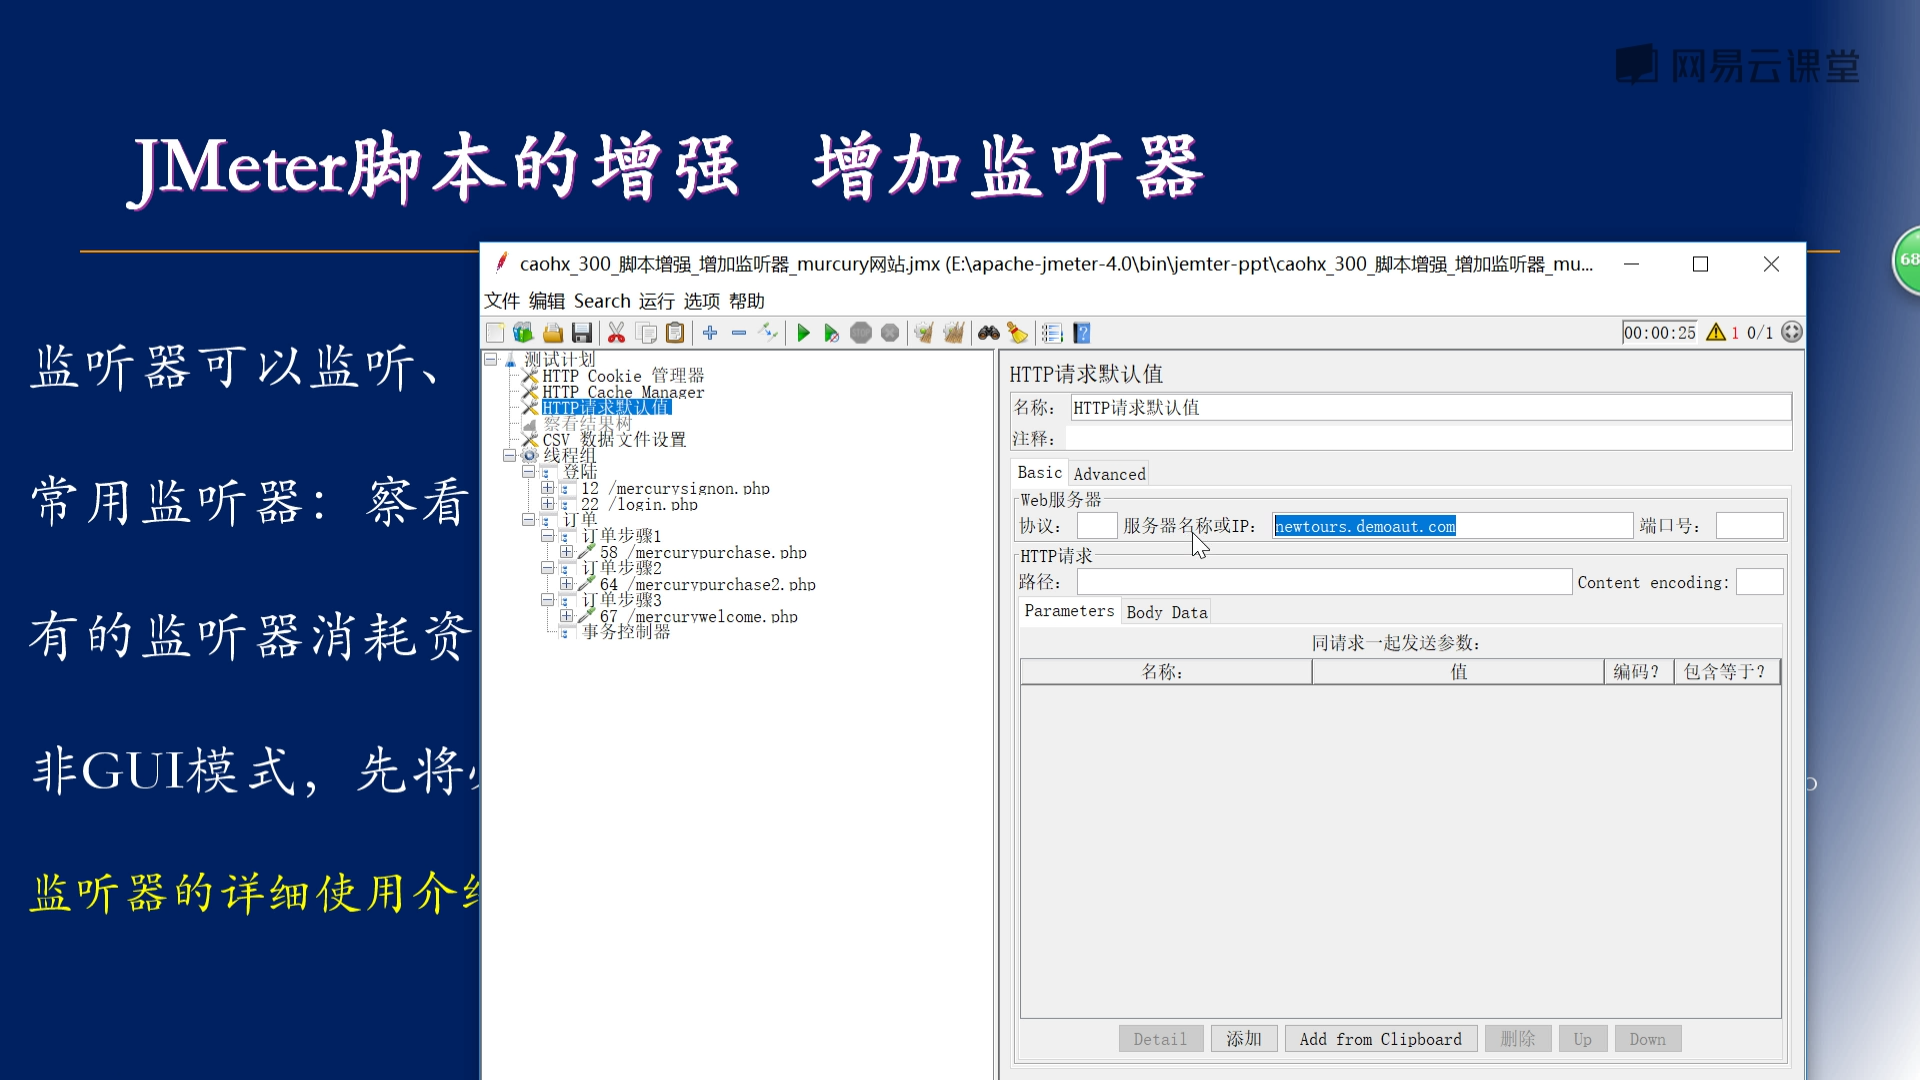 网易云课堂
JMeter脚本的增强 增加监听器
监听器可以监听、
常用监听器：察看
有的监听器消耗资
非GUI模式，先将
监听器的详细使用介
68
caohx_300_脚本增强_增加监听器_murcury网站.jmx (E:\apache-jmeter-4.0\bin\jemter-ppt\caohx_300_脚本增强_增加监听器_mu...
文件 编辑 Search 运行 选项 帮助
00:00:25 1 0/1
测试计划
HTTP Cookie 管理器
HTTP Cache Manager
HTTP请求默认值
察看结果树
CSV 数据文件设置
线程组
登陆
12 /mercurysignon.php
22 /login.php
订单
订单步骤1
58 /mercurypurchase.php
订单步骤2
64 /mercurypurchase2.php
订单步骤3
67 /mercurywelcome.php
事务控制器
HTTP请求默认值
名称： HTTP请求默认值
注释：
Basic Advanced
Web服务器
协议： 服务器名称或IP： newtours.demoaut.com 端口号：
HTTP请求
路径： Content encoding:
Parameters Body Data
同请求一起发送参数：
名称： 值 编码？ 包含等于？
Detail 添加 Add from Clipboard 删除 Up Down